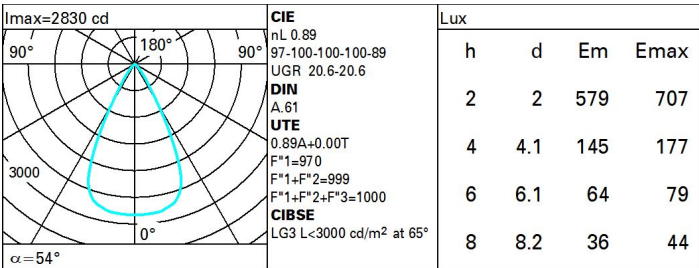 Imax=2830 cd
90°
180°
90°
3000
0°
α=54°
CIE
nL 0.89
97-100-100-100-89
UGR 20.6-20.6
DIN
A.61
UTE
0.89A+0.00T
F"1=970
F"1+F"2=999
F"1+F"2+F"3=1000
CIBSE
LG3 L<3000 cd/m² at 65°
Lux
h d Em Emax
2 2 579 707
4 4.1 145 177
6 6.1 64 79
8 8.2 36 44